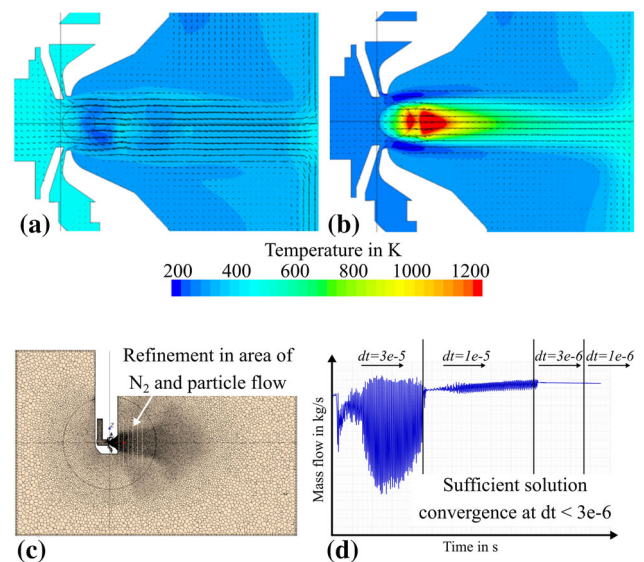 (a)
(b)
Temperature in K
200 400 600 800 1000 1200
Refinement in area of
N2 and particle flow
(c)
dt=3e-5
dt=1e-5
dt=3e-6
dt=1e-6
Mass flow in kg/s
Sufficient solution
convergence at dt < 3e-6
Time in s
(d)